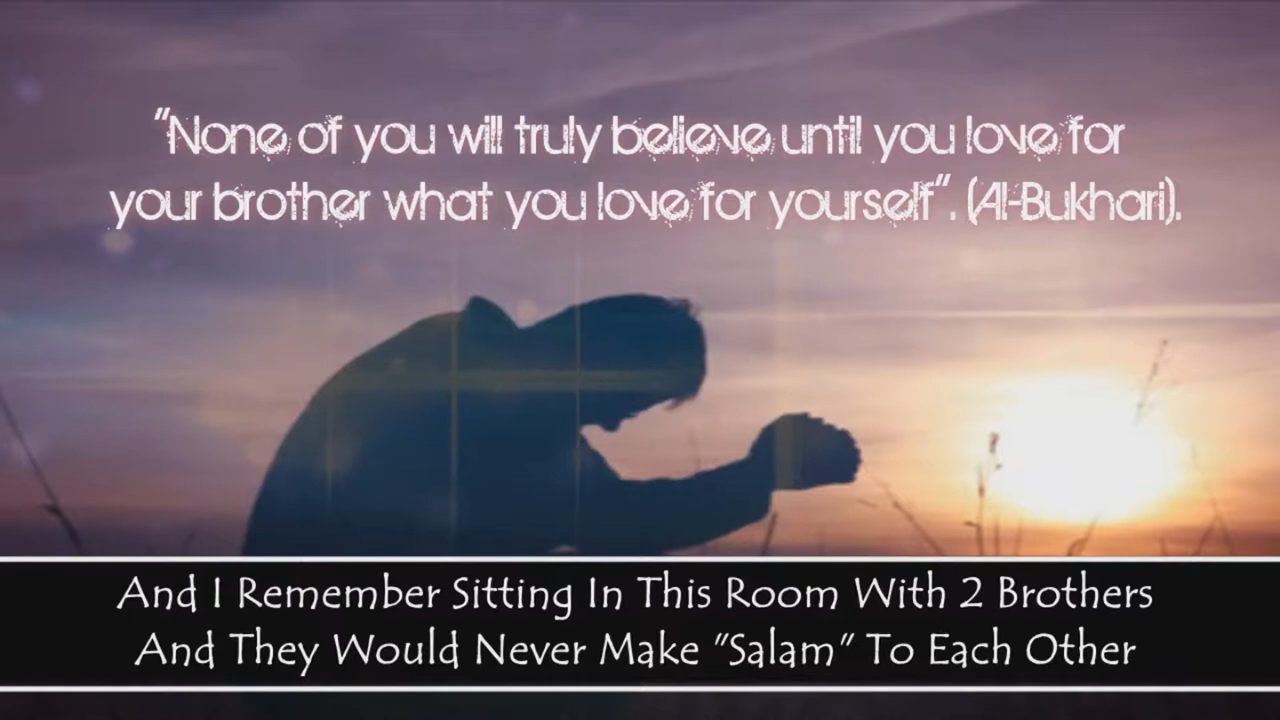 "None of you will truly believe until you love for
your brother what you love for yourself". (Al-Bukhari).
And I Remember Sitting In This Room With 2 Brothers
And They Would Never Make "Salam" To Each Other